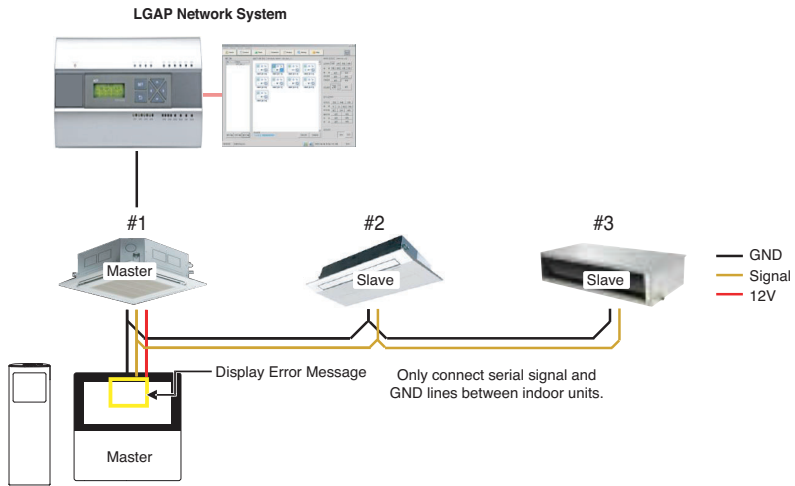 LGAP Network System
#1
#2
#3
Master
Slave
Slave
GND
Signal
12V
Display Error Message
Only connect serial signal and
GND lines between indoor units.
Master